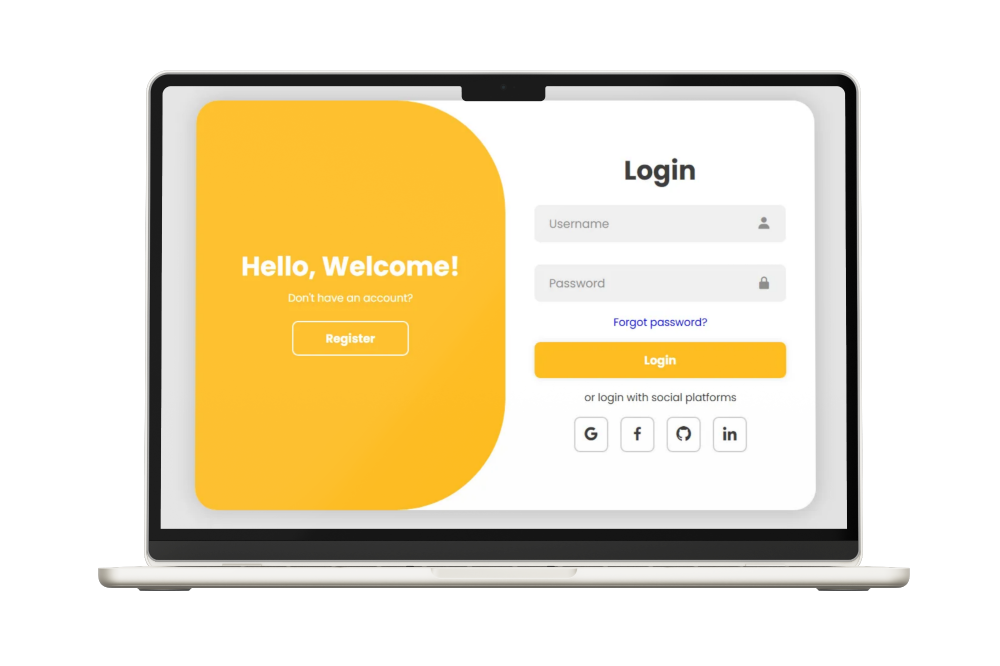 Hello, Welcome!
Don't have an account?
Register
Login
Username
Password
Forgot password?
Login
or login with social platforms
G f in